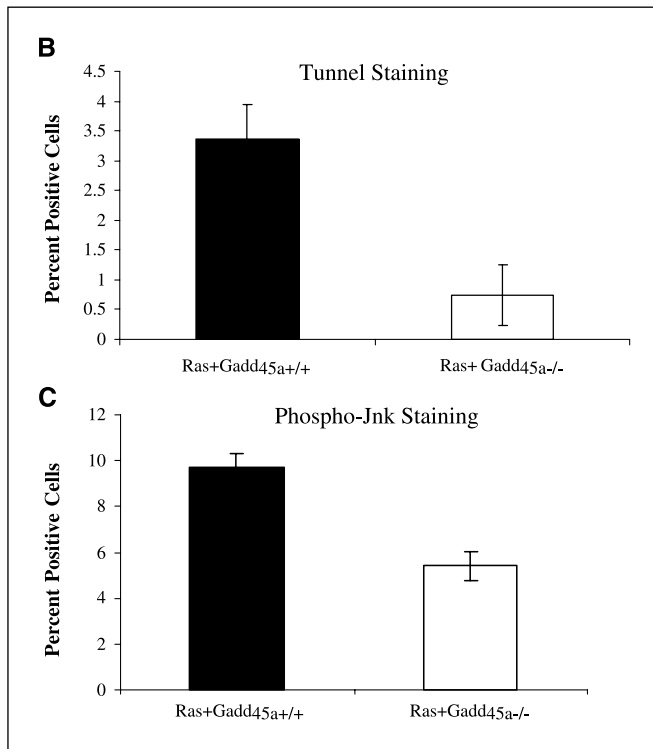 B
Tunnel Staining
Percent Positive Cells
4.5
4
3.5
3
2.5
2
1.5
1
0.5
0
Ras+Gadd45a+/+
Ras+ Gadd45a-/-
C
Phospho-Jnk Staining
Percent Positive Cells
12
10
8
6
4
2
0
Ras+Gadd45a+/+
Ras+Gadd45a-/-